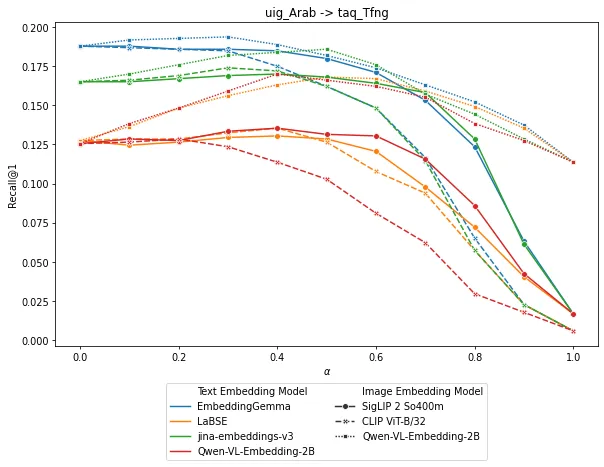 uig_Arab -> taq_Tfng
0.200
0.175
0.150
0.125
0.100
0.075
0.050
0.025
0.000
Recall@1
0.0 0.2 0.4 0.6 0.8 1.0
α
Text Embedding Model Image Embedding Model
EmbeddingGemma SigLIP 2 So400m
LaBSE CLIP ViT-B/32
jina-embeddings-v3 Qwen-VL-Embedding-2B
Qwen-VL-Embedding-2B